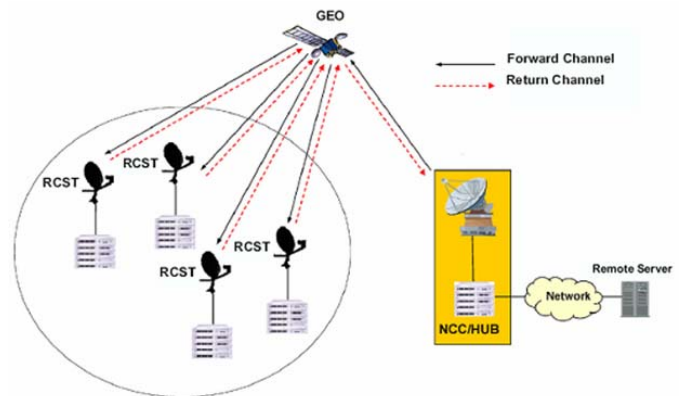 GEO
Forward Channel
Return Channel
RCST
RCST
RCST
RCST
Remote Server
Network
NCC/HUB